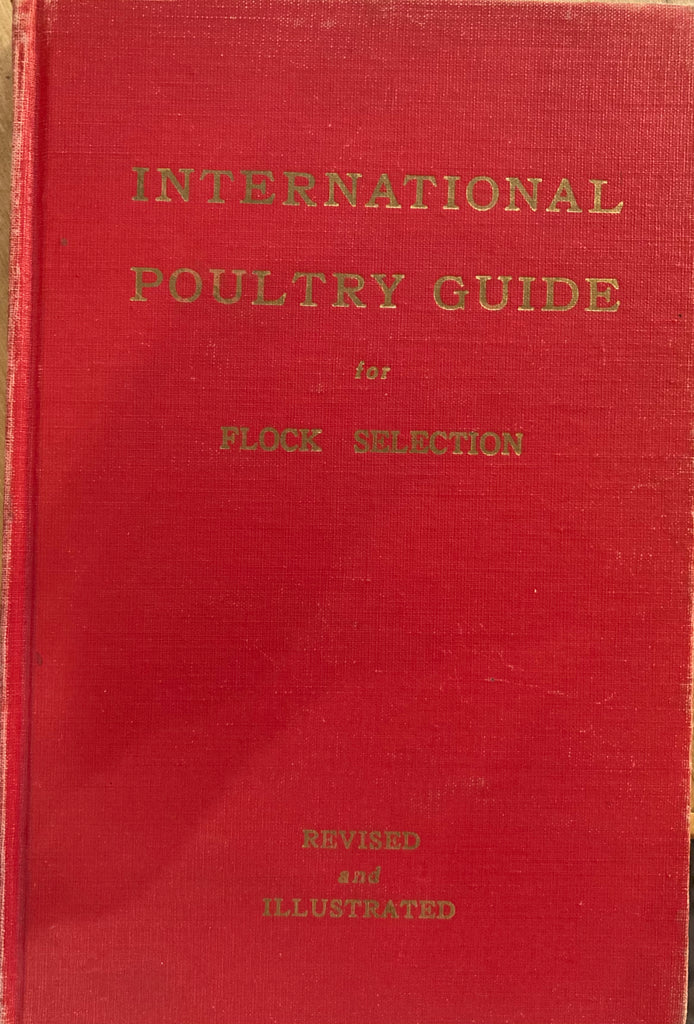 INTERNATIONAL
POULTRY GUIDE
for
FLOCK SELECTION
REVISED
and
ILLUSTRATED